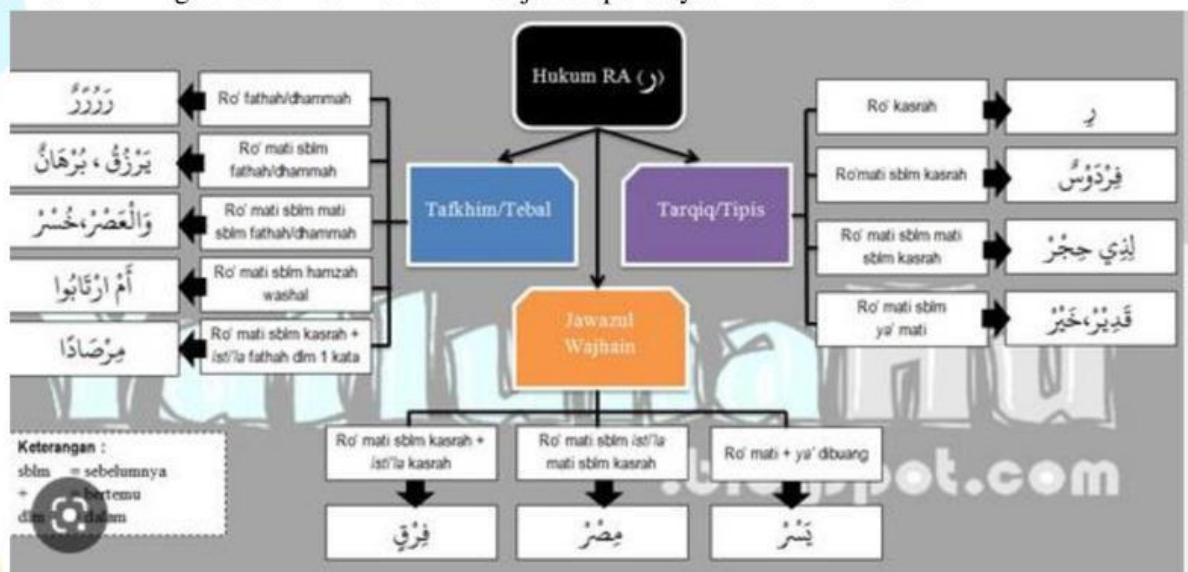 Hukum RA (ر)
Tafkhim/Tebal
Tarqiq/Tipis
Jawazul
Wajhain
Ro' fathah/dhammah
رَرُرًرٌ
Ro' mati sblm
fathah/dhammah
يَرْزُقُ ، بُرْهَانٌ
Ro' mati sblm mati
sblm fathah/dhammah
وَالْعَصْرْ،خُسْرْ
Ro' mati sblm hamzah
washal
أَمْ ارْتَابُوا
Ro' mati sblm kasrah +
isti'la fathah dlm 1 kata
مِرْصَادًا
Ro' kasrah
رِ
Ro'mati sblm kasrah
فِرْدَوْسٌ
Ro' mati sblm mati
sblm kasrah
لِذِي حِجْرْ
Ro' mati sblm
ya' mati
قَدِيْرْ،خَيْرْ
Ro' mati sblm kasrah +
isti'la kasrah
فِرْقٍ
Ro' mati sblm isti'la
mati sblm kasrah
مِصْرْ
Ro' mati + ya' dibuang
يَسْرْ
Keterangan :
sblm = sebelumnya
+ = bertemu
dlm dalam
.blogspot.com